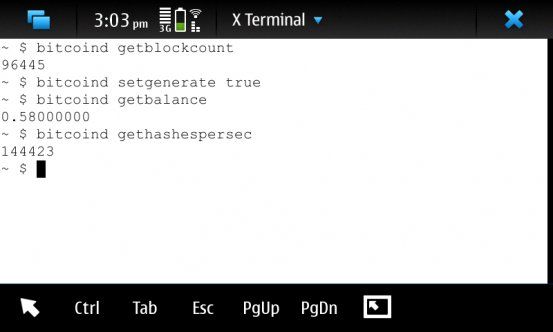 3:03 pm 3G X Terminal
~ $ bitcoind getblockcount
96445
~ $ bitcoind setgenerate true
~ $ bitcoind getbalance
0.58000000
~ $ bitcoind gethashespersec
144423
~ $
Ctrl Tab Esc PgUp PgDn